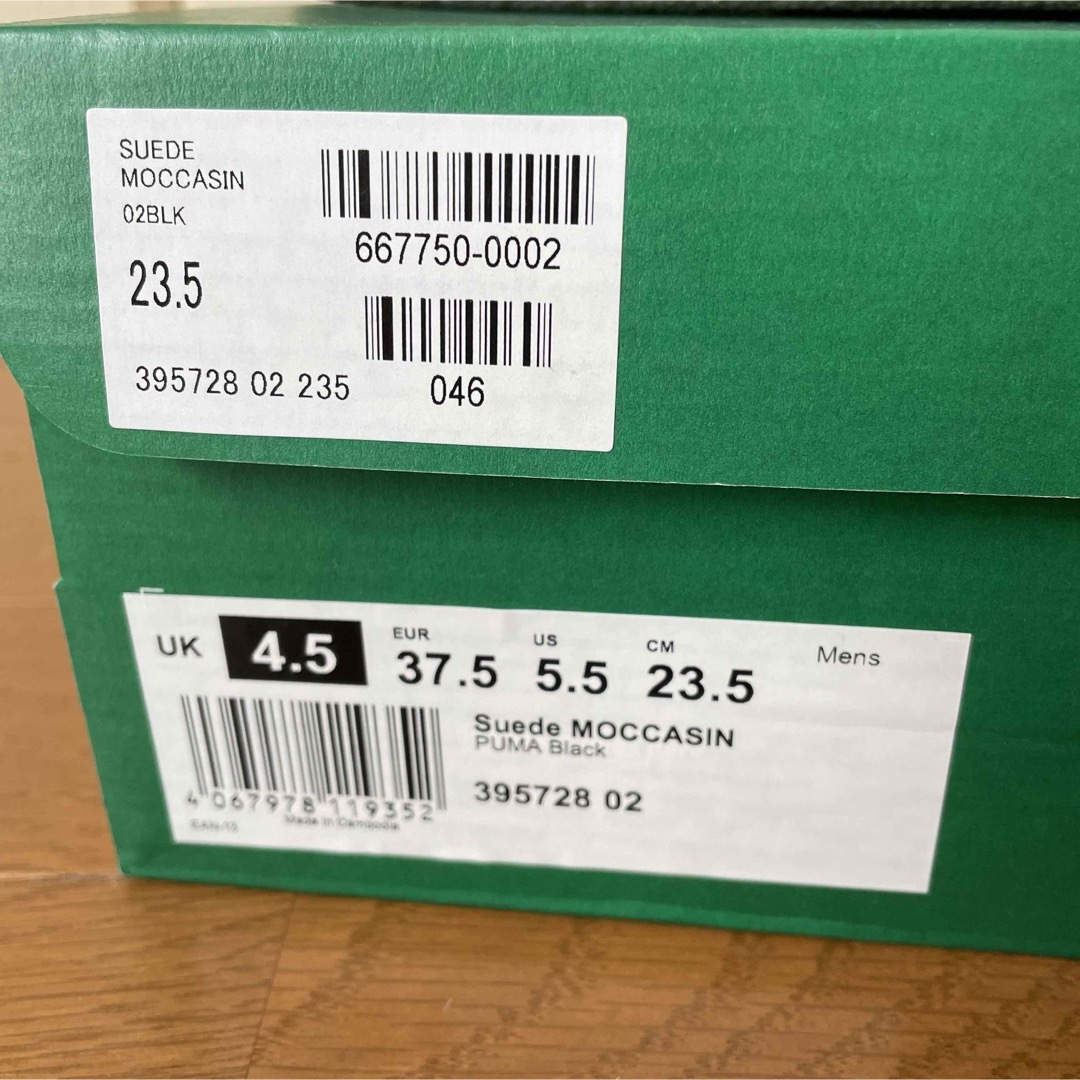 SUEDE
MOCCASIN
02BLK
667750-0002
23.5
395728 02 235
046
UK 4.5
EUR
37.5
US
5.5
CM
23.5
Mens
Suede MOCCASIN
PUMA Black
395728 02
4 067978 119352
EAN-13
Made in Cambodia